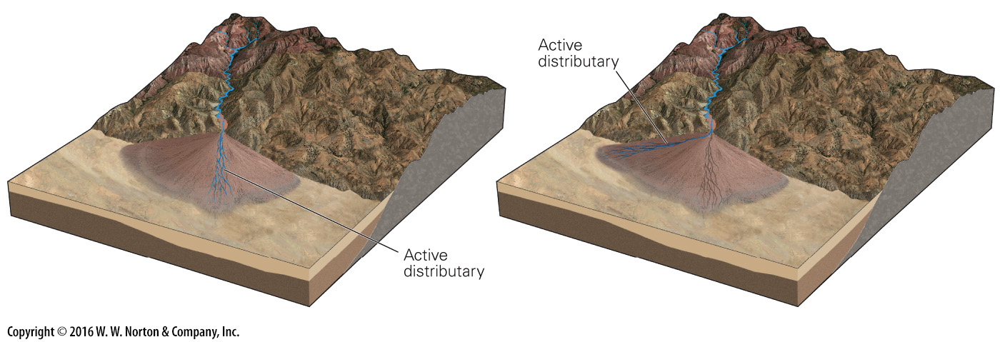 Active
distributary
Active
distributary
Copyright © 2016 W. W. Norton & Company, Inc.